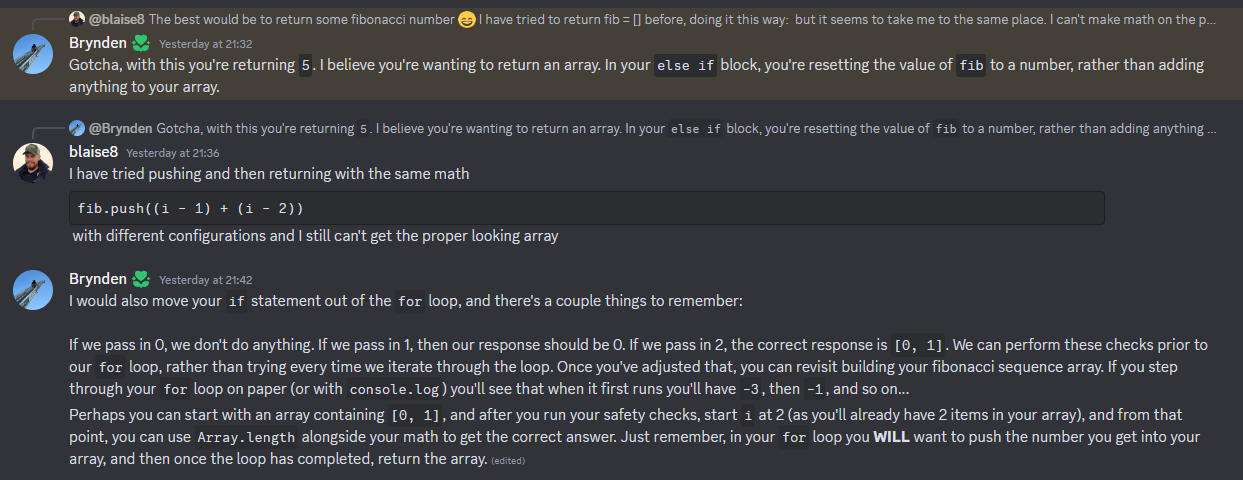 @blaise8 The best would be to return some fibonacci number 😄 I have tried to return fib = [] before, doing it this way: but it seems to take me to the same place. I can't make math on the p...
Brynden Yesterday at 21:32
Gotcha, with this you're returning 5. I believe you're wanting to return an array. In your else if block, you're resetting the value of fib to a number, rather than adding
anything to your array.
@Brynden Gotcha, with this you're returning 5. I believe you're wanting to return an array. In your else if block, you're resetting the value of fib to a number, rather than adding anything ...
blaise8 Yesterday at 21:36
I have tried pushing and then returning with the same math
fib.push((i - 1) + (i - 2))
with different configurations and I still can't get the proper looking array
Brynden Yesterday at 21:42
I would also move your if statement out of the for loop, and there's a couple things to remember:
If we pass in 0, we don't do anything. If we pass in 1, then our response should be 0. If we pass in 2, the correct response is [0, 1]. We can perform these checks prior to
our for loop, rather than trying every time we iterate through the loop. Once you've adjusted that, you can revisit building your fibonacci sequence array. If you step
through your for loop on paper (or with console.log) you'll see that when it first runs you'll have -3, then -1, and so on...
Perhaps you can start with an array containing [0, 1], and after you run your safety checks, start i at 2 (as you'll already have 2 items in your array), and from that
point, you can use Array.length alongside your math to get the correct answer. Just remember, in your for loop you WILL want to push the number you get into your
array, and then once the loop has completed, return the array. (edited)